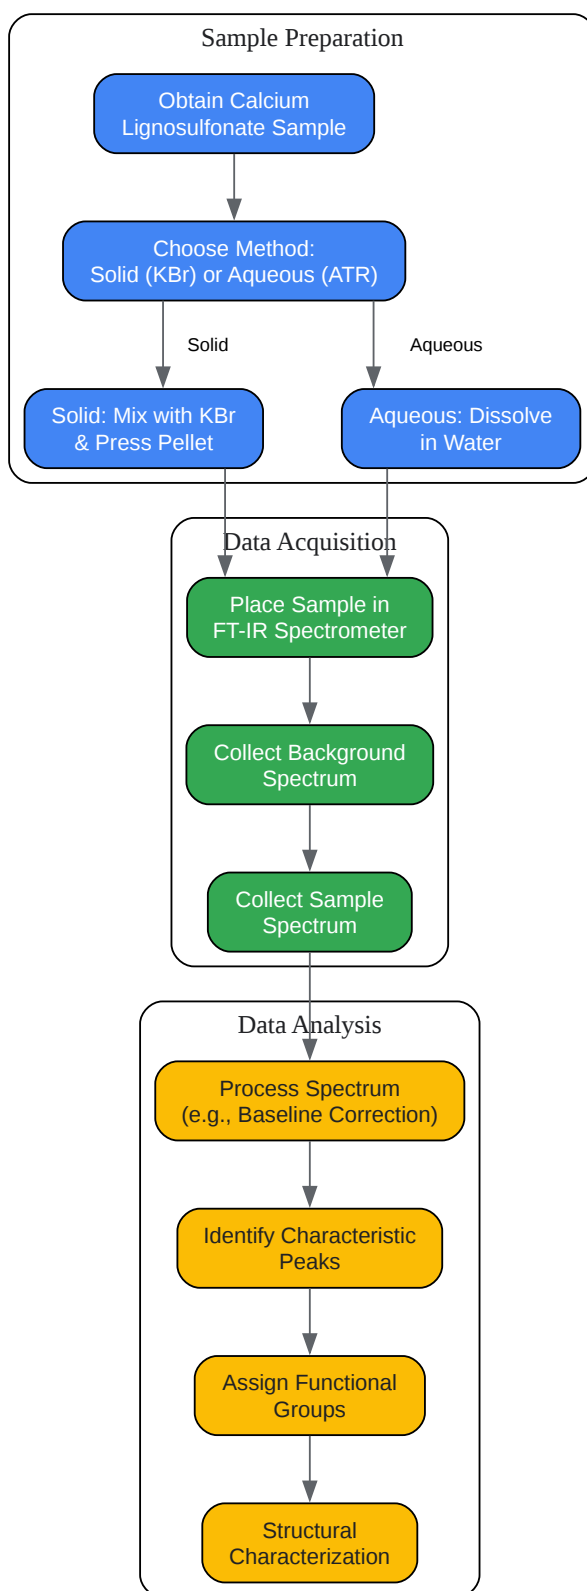 Sample Preparation
Obtain Calcium
Lignosulfonate Sample
Choose Method:
Solid (KBr) or Aqueous (ATR)
Solid
Aqueous
Solid: Mix with KBr
& Press Pellet
Aqueous: Dissolve
in Water
Data Acquisition
Place Sample in
FT-IR Spectrometer
Collect Background
Spectrum
Collect Sample
Spectrum
Data Analysis
Process Spectrum
(e.g., Baseline Correction)
Identify Characteristic
Peaks
Assign Functional
Groups
Structural
Characterization